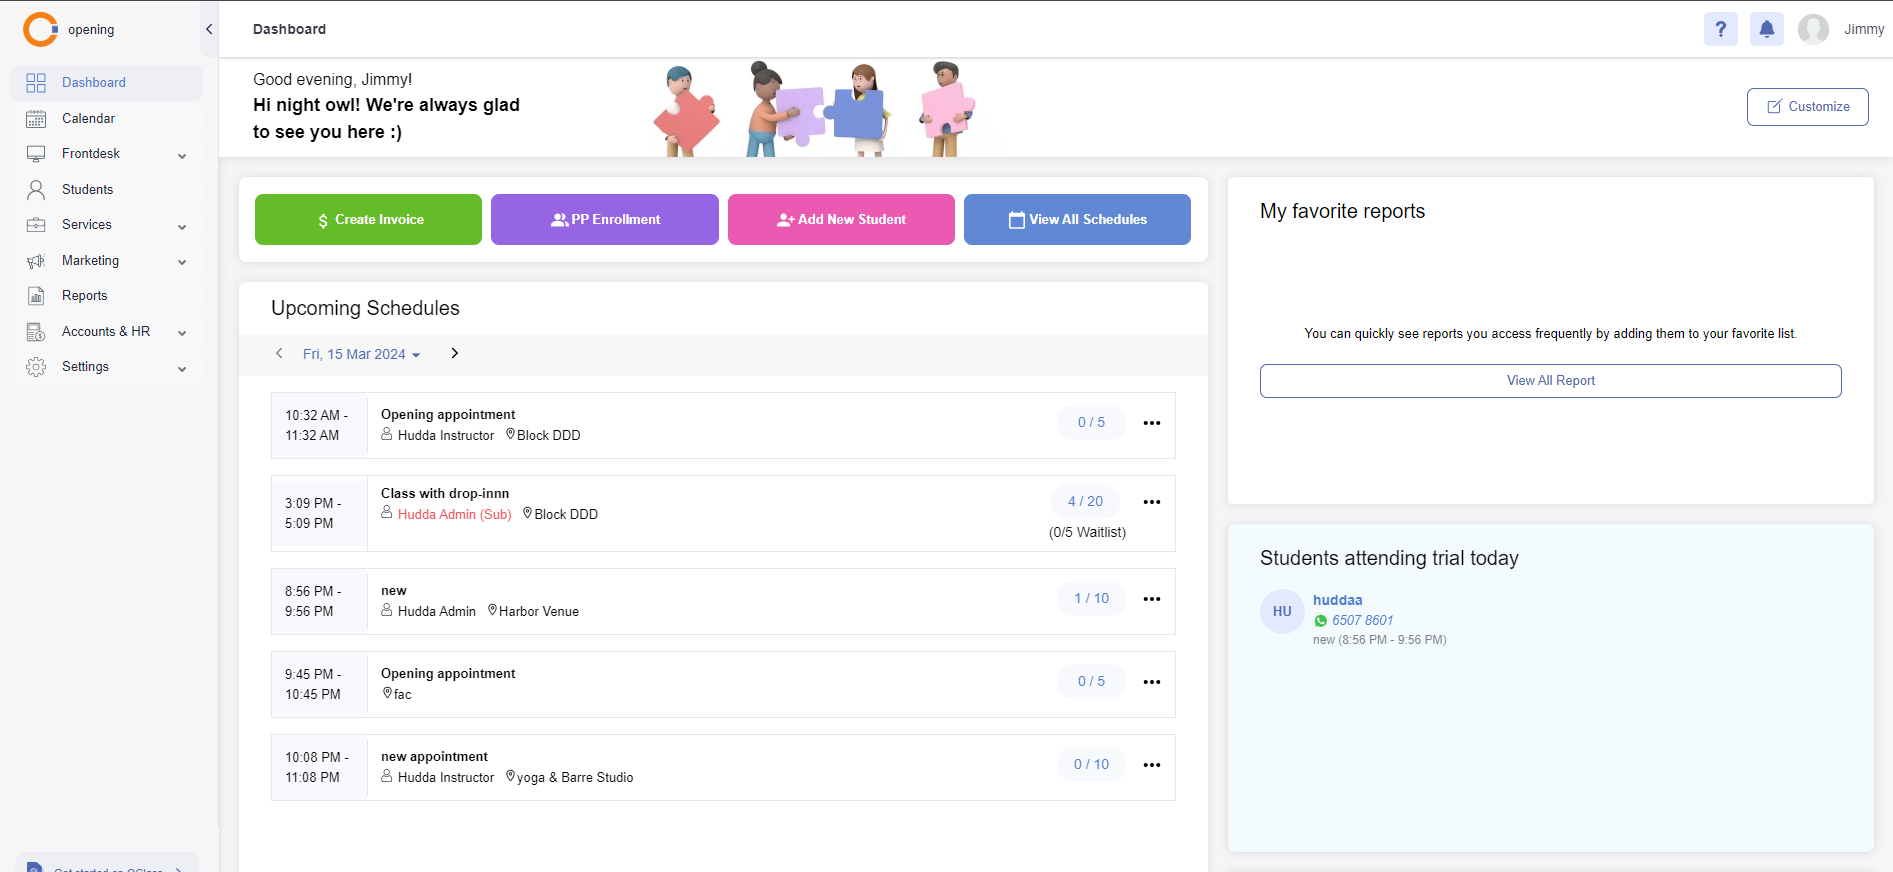 opening
Dashboard
Calendar
Frontdesk
Students
Services
Marketing
Reports
Accounts & HR
Settings
Get started on
Dashboard
?
Jimmy
Good evening, Jimmy!
Hi night owl! We're always glad
to see you here :)
Customize
$ Create Invoice
PP Enrollment
Add New Student
View All Schedules
Upcoming Schedules
Fri, 15 Mar 2024
10:32 AM -
11:32 AM
Opening appointment
Hudda Instructor Block DDD
0 / 5
3:09 PM -
5:09 PM
Class with drop-innn
Hudda Admin (Sub) Block DDD
4 / 20
(0/5 Waitlist)
8:56 PM -
9:56 PM
new
Hudda Admin Harbor Venue
1 / 10
9:45 PM -
10:45 PM
Opening appointment
fac
0 / 5
10:08 PM -
11:08 PM
new appointment
Hudda Instructor yoga & Barre Studio
0 / 10
My favorite reports
You can quickly see reports you access frequently by adding them to your favorite list.
View All Report
Students attending trial today
HU
huddaa
6507 8601
new (8:56 PM - 9:56 PM)